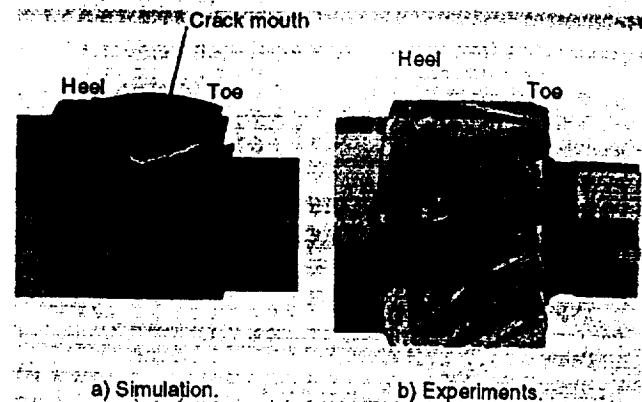 Crack mouth
Heel
Toe
Heel
Toe
a) Simulation.
b) Experiments.